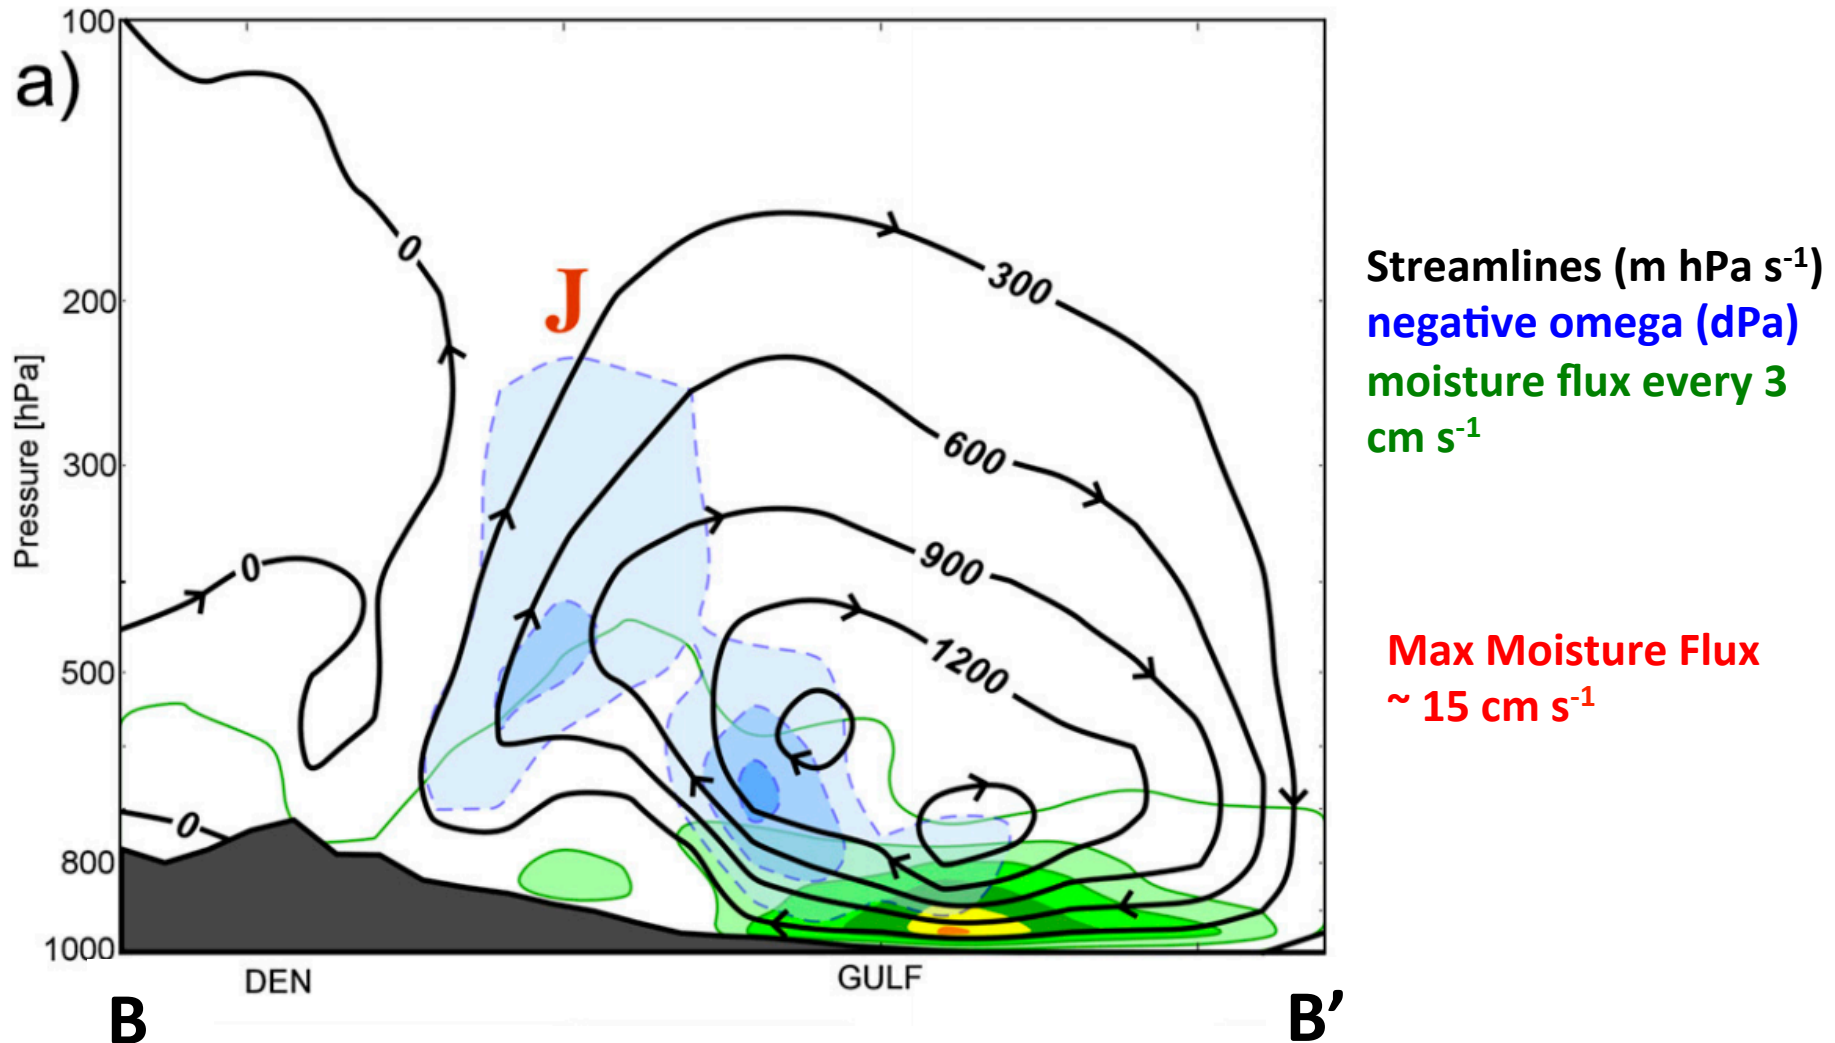 100
a)
0
J
300
Streamlines (m hPa s-1)
200
negative omega (dPa)
moisture flux every 3
cm s-1
Pressure [hPa]
600
300
0
900
1200
Max Moisture Flux
~ 15 cm s-1
500
0
800
1000
DEN
GULF
B
B’